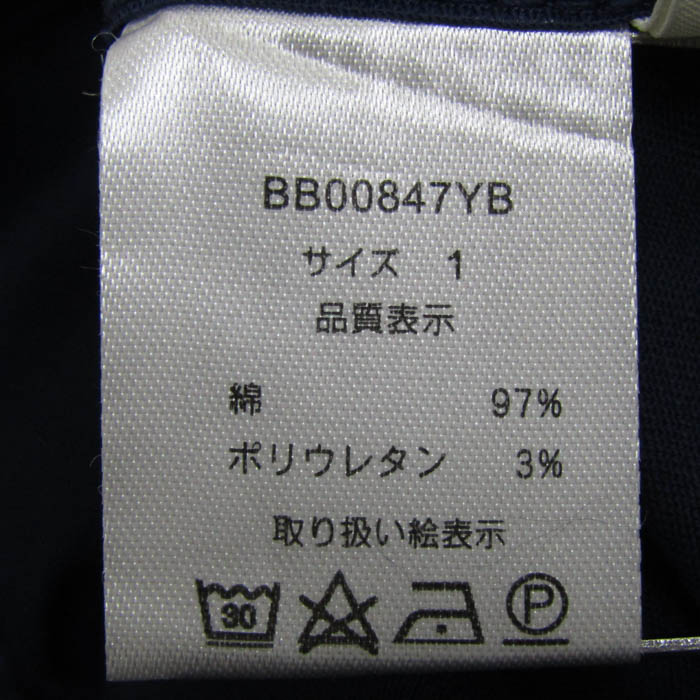 BB00847YB
サイズ 1
品質表示
綿 97%
ポリウレタン 3%
取り扱い絵表示
30 P